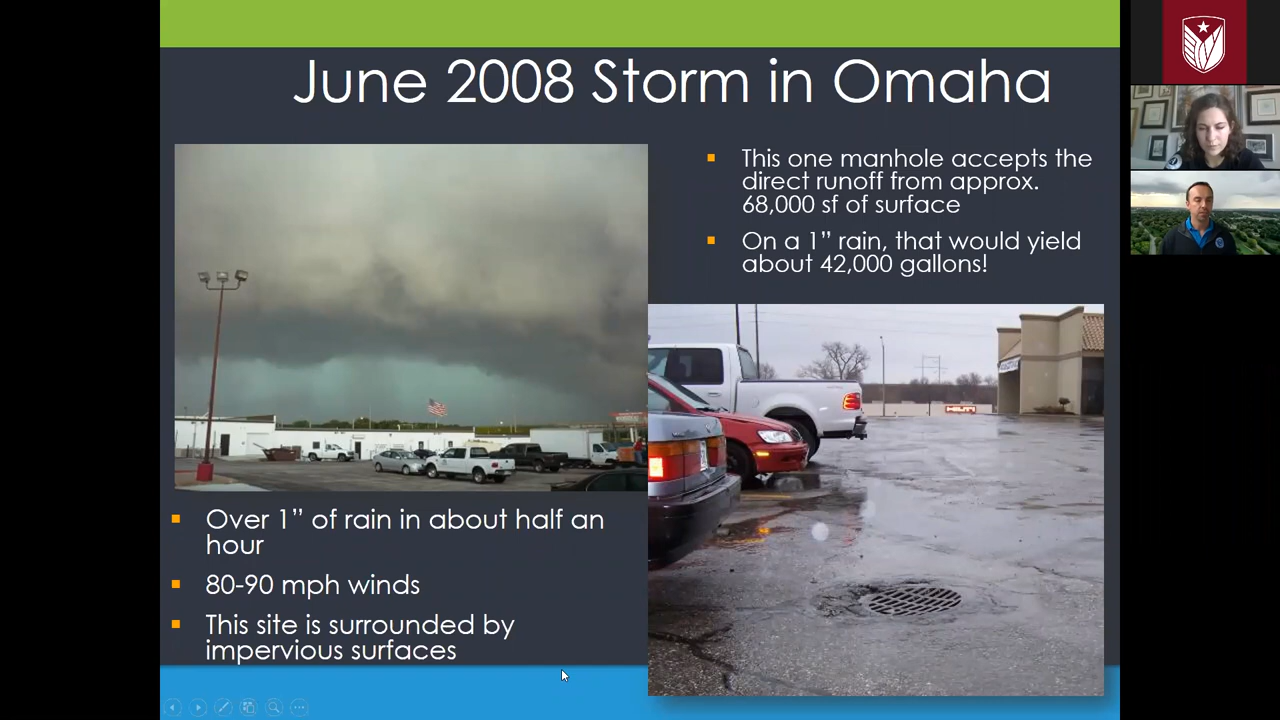 June 2008 Storm in Omaha
This one manhole accepts the
direct runoff from approx.
68,000 sf of surface
On a 1” rain, that would yield
about 42,000 gallons!
Over 1” of rain in about half an
hour
80-90 mph winds
This site is surrounded by
impervious surfaces